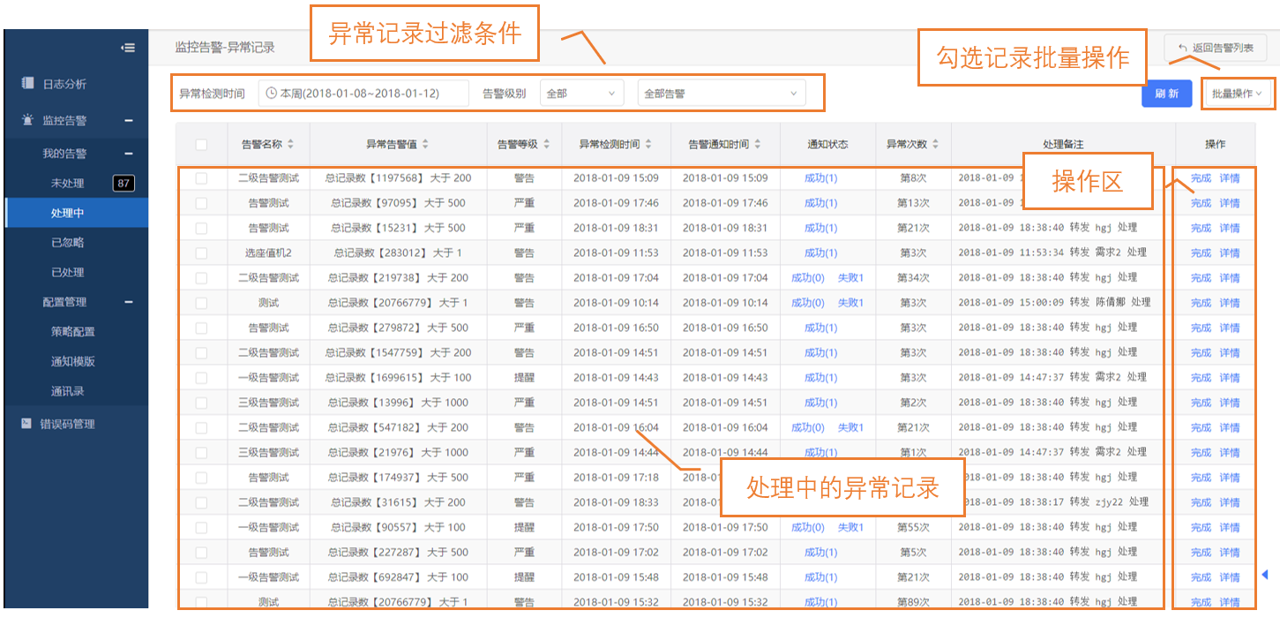 异常记录过滤条件
勾选记录批量操作
监控告警-异常记录
返回告警列表
日志分析
监控告警
我的告警
未处理 87
处理中
已忽略
已处理
配置管理
策略配置
通知模版
通讯录
错误码管理
异常检测时间 本周(2018-01-08~2018-01-12) 告警级别 全部 全部告警
刷 新 批量操作
告警名称 异常告警值 告警等级 异常检测时间 告警通知时间 通知状态 异常次数 处理备注 操作
操作区
二级告警测试 总记录数【1197568】 大于 200 警告 2018-01-09 15:09 2018-01-09 15:09 成功(1) 第8次 2018-01-09 完成 详情
告警测试 总记录数【97095】 大于 500 严重 2018-01-09 17:46 2018-01-09 17:46 成功(1) 第13次 2018-01-09 完成 详情
告警测试 总记录数【15231】 大于 500 严重 2018-01-09 18:31 2018-01-09 18:31 成功(1) 第21次 2018-01-09 18:38:40 转发 hgj 处理 完成 详情
选座值机2 总记录数【283012】 大于 1 警告 2018-01-09 11:53 2018-01-09 11:53 成功(1) 第3次 2018-01-09 11:53:34 转发 需求2 处理 完成 详情
二级告警测试 总记录数【219738】 大于 200 警告 2018-01-09 17:04 2018-01-09 17:04 成功(0) 失败1 第34次 2018-01-09 18:38:40 转发 hgj 处理 完成 详情
测试 总记录数【20766779】 大于 1 警告 2018-01-09 10:14 2018-01-09 10:14 成功(0) 失败1 第3次 2018-01-09 15:00:09 转发 陈倩娜 处理 完成 详情
告警测试 总记录数【279872】 大于 500 严重 2018-01-09 16:50 2018-01-09 16:50 成功(1) 第3次 2018-01-09 18:38:40 转发 hgj 处理 完成 详情
二级告警测试 总记录数【1547759】 大于 200 警告 2018-01-09 14:51 2018-01-09 14:51 成功(1) 第3次 2018-01-09 18:38:40 转发 hgj 处理 完成 详情
一级告警测试 总记录数【1699615】 大于 100 提醒 2018-01-09 14:43 2018-01-09 14:43 成功(1) 第3次 2018-01-09 14:47:37 转发 需求2 处理 完成 详情
三级告警测试 总记录数【13996】 大于 1000 严重 2018-01-09 14:51 2018-01-09 14:51 成功(1) 第2次 2018-01-09 18:38:40 转发 hgj 处理 完成 详情
二级告警测试 总记录数【547182】 大于 200 警告 2018-01-09 16:04 2018-01-09 16:04 成功(0) 失败1 第21次 2018-01-09 18:38:40 转发 hgj 处理 完成 详情
三级告警测试 总记录数【21976】 大于 1000 严重 2018-01-09 14:44 2018-01-09 14:44 成功(1) 第1次 2018-01-09 14:47:37 转发 需求2 处理 完成 详情
告警测试 总记录数【174937】 大于 500 严重 2018-01-09 17:18 2018-01 2018-01-09 18:38:40 转发 hgj 处理 完成 详情
处理中的异常记录
二级告警测试 总记录数【31615】 大于 200 警告 2018-01-09 18:33 2018-01 2018-01-09 18:38:17 转发 zjy22 处理 完成 详情
一级告警测试 总记录数【90557】 大于 100 提醒 2018-01-09 17:50 2018-01-09 17:50 成功(0) 失败1 第55次 2018-01-09 18:38:40 转发 hgj 处理 完成 详情
告警测试 总记录数【227287】 大于 500 严重 2018-01-09 17:02 2018-01-09 17:02 成功(1) 第5次 2018-01-09 18:38:40 转发 hgj 处理 完成 详情
一级告警测试 总记录数【692847】 大于 100 提醒 2018-01-09 15:48 2018-01-09 15:48 成功(1) 第21次 2018-01-09 18:38:40 转发 hgj 处理 完成 详情
测试 总记录数【20766779】 大于 1 警告 2018-01-09 15:32 2018-01-09 15:32 成功(1) 第89次 2018-01-09 18:38:40 转发 hgj 处理 完成 详情